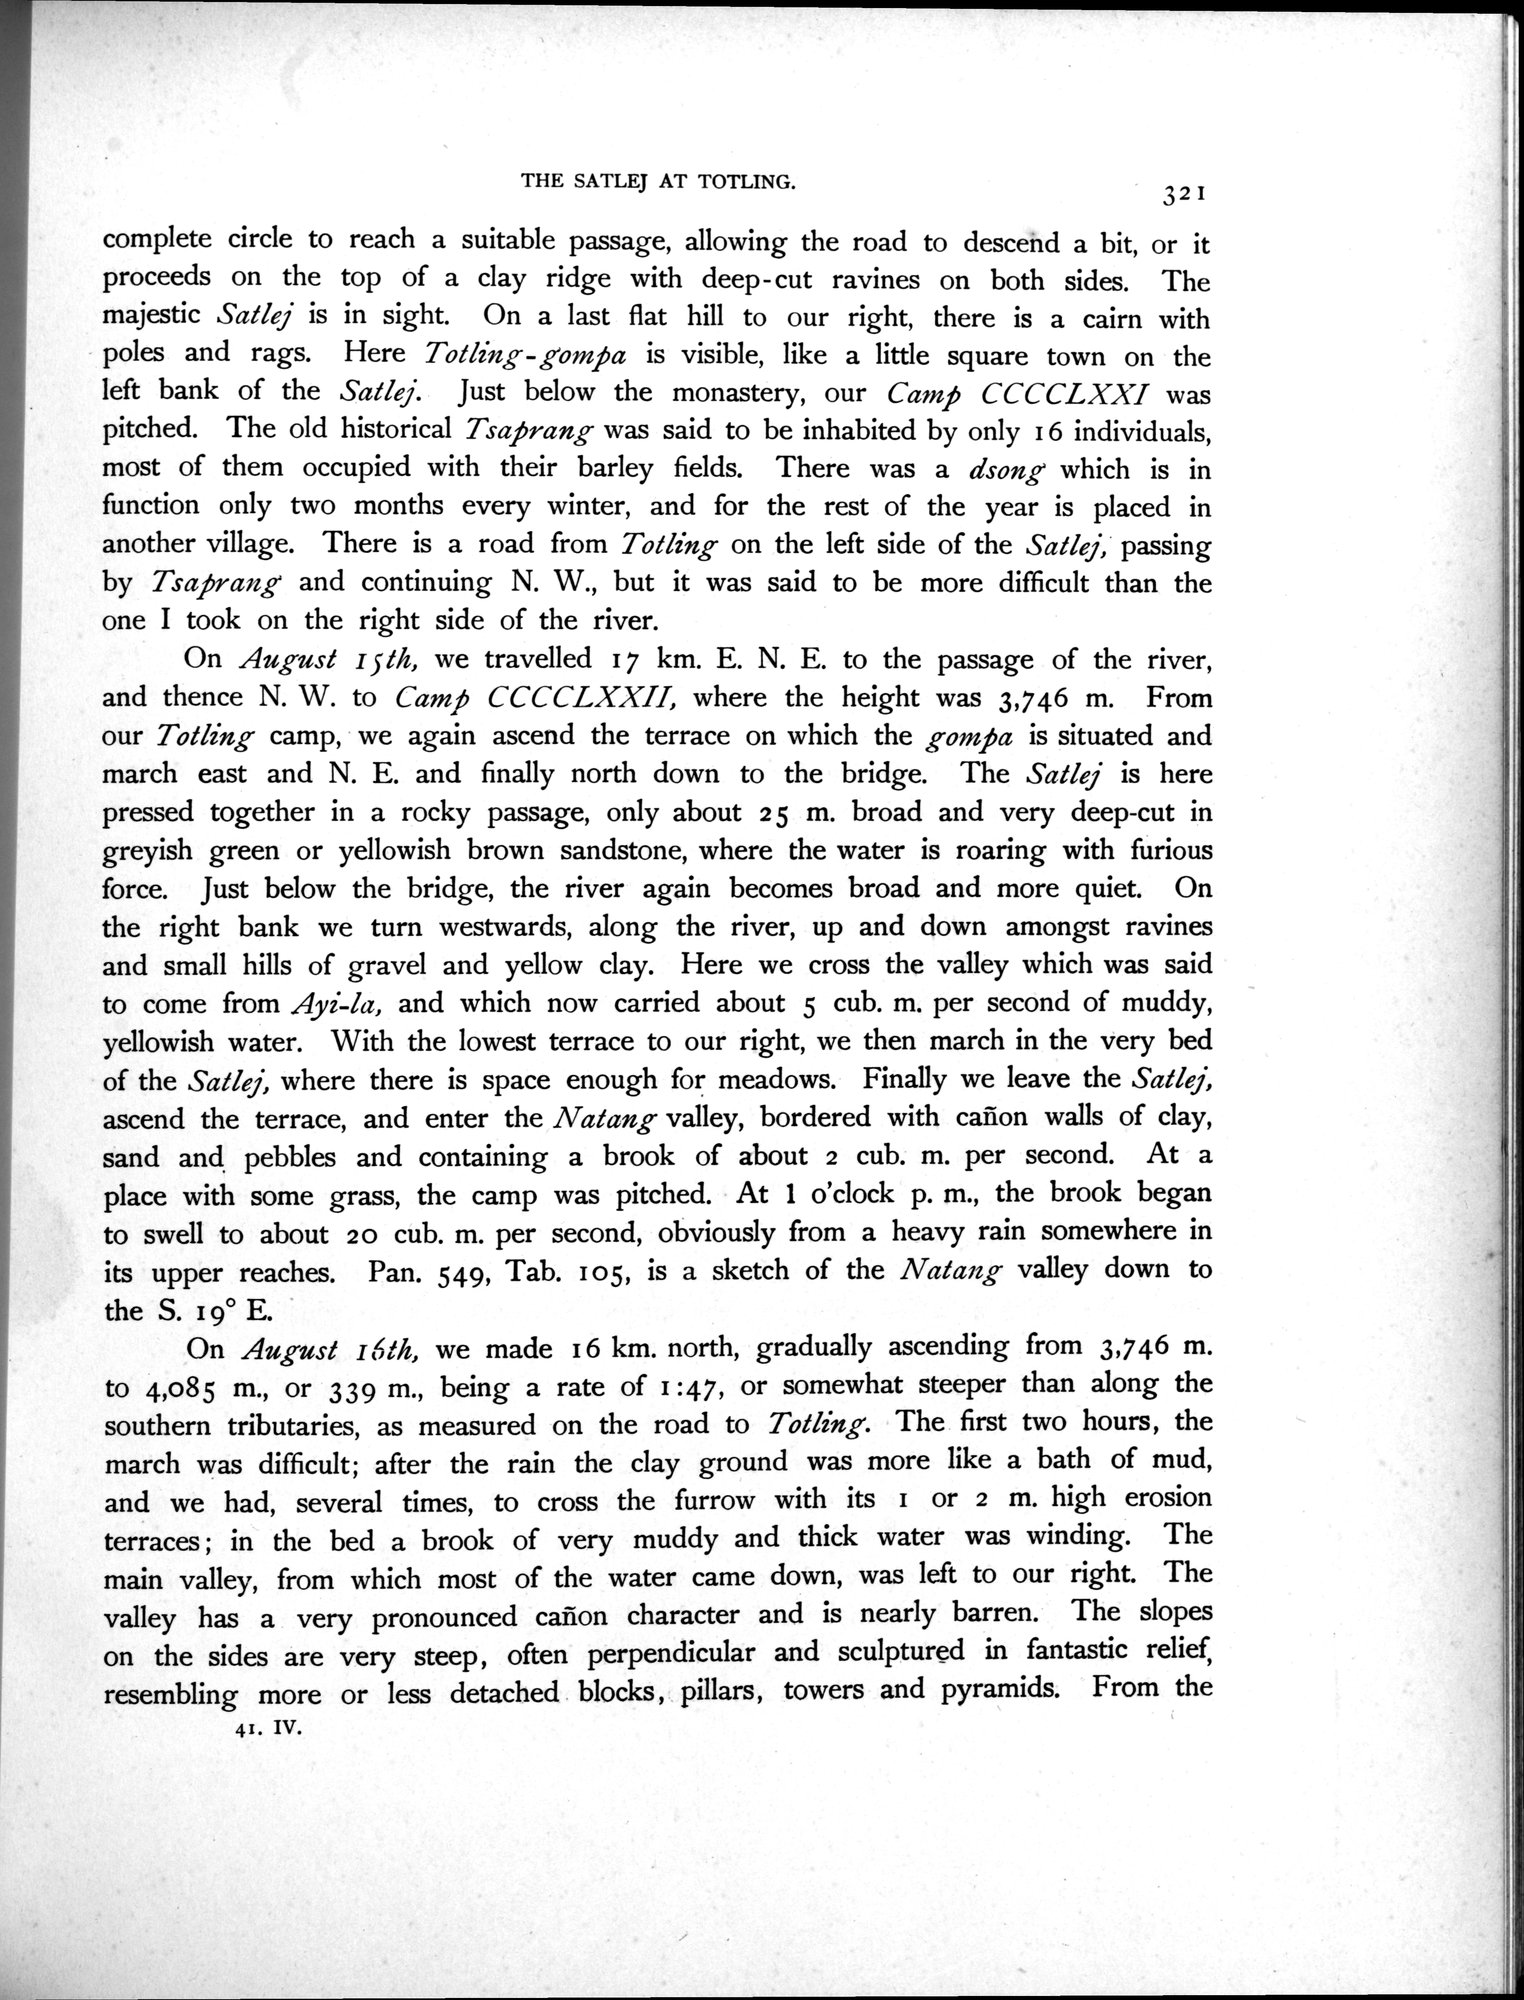 THE SATLEJ AT TOTLING.
321
complete circle to reach a suitable passage, allowing the road to descend a bit, or it
proceeds on the top of a clay ridge with deep-cut ravines on both sides. The
majestic Satlej is in sight. On a last flat hill to our right, there is a cairn with
poles and rags. Here Totling-gompa is visible, like a little square town on the
left bank of the Satlej. Just below the monastery, our Camp CCCCLXXI was
pitched. The old historical Tsaprang was said to be inhabited by only 16 individuals,
most of them occupied with their barley fields. There was a dsong which is in
function only two months every winter, and for the rest of the year is placed in
another village. There is a road from Totling on the left side of the Satlej, passing
by Tsaprang and continuing N. W., but it was said to be more difficult than the
one I took on the right side of the river.
On August 15th, we travelled 17 km. E. N. E. to the passage of the river,
and thence N. W. to Camp CCCCLXXII, where the height was 3,746 m. From
our Totling camp, we again ascend the terrace on which the gompa is situated and
march east and N. E. and finally north down to the bridge. The Satlej is here
pressed together in a rocky passage, only about 25 m. broad and very deep-cut in
greyish green or yellowish brown sandstone, where the water is roaring with furious
force. Just below the bridge, the river again becomes broad and more quiet. On
the right bank we turn westwards, along the river, up and down amongst ravines
and small hills of gravel and yellow clay. Here we cross the valley which was said
to come from Ayi-la, and which now carried about 5 cub. m. per second of muddy,
yellowish water. With the lowest terrace to our right, we then march in the very bed
of the Satlej, where there is space enough for meadows. Finally we leave the Satlej,
ascend the terrace, and enter the Natang valley, bordered with cañon walls of clay,
sand and pebbles and containing a brook of about 2 cub. m. per second. At a
place with some grass, the camp was pitched. At 1 o'clock p. m., the brook began
to swell to about 20 cub. m. per second, obviously from a heavy rain somewhere in
its upper reaches. Pan. 549, Tab. 105, is a sketch of the Natang valley down to
the S. 19° E.
On August 16th, we made 16 km. north, gradually ascending from 3,746 m.
to 4,085 m., or 339 m., being a rate of 1:47, or somewhat steeper than along the
southern tributaries, as measured on the road to Totling. The first two hours, the
march was difficult; after the rain the clay ground was more like a bath of mud,
and we had, several times, to cross the furrow with its 1 or 2 m. high erosion
terraces; in the bed a brook of very muddy and thick water was winding. The
main valley, from which most of the water came down, was left to our right. The
valley has a very pronounced cañon character and is nearly barren. The slopes
on the sides are very steep, often perpendicular and sculptured in fantastic relief,
resembling more or less detached blocks, pillars, towers and pyramids. From the
41. IV.